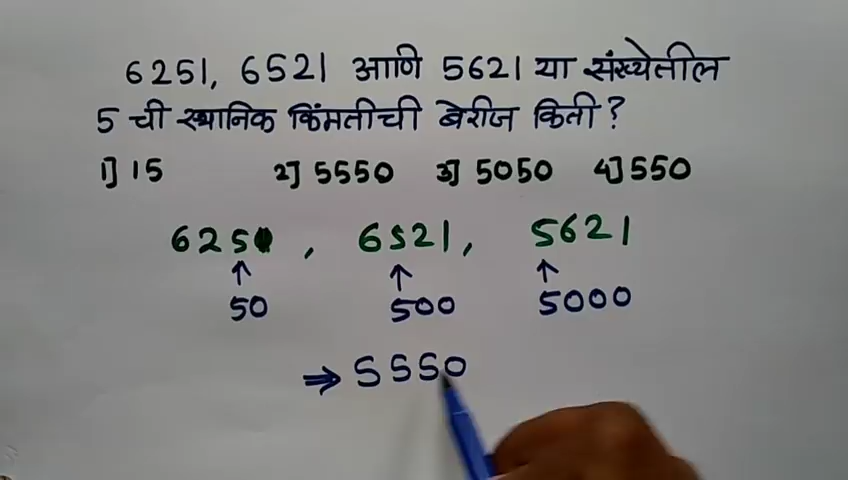 6251, 6521 आणि 5621 या संख्येतील
5 ची स्थानिक किंमतीची बेरीज किती?
1] 15 2] 5550 3] 5050 4] 550
6251, 6521, 5621
↑ ↑ ↑
50 500 5000
⇒ 5550